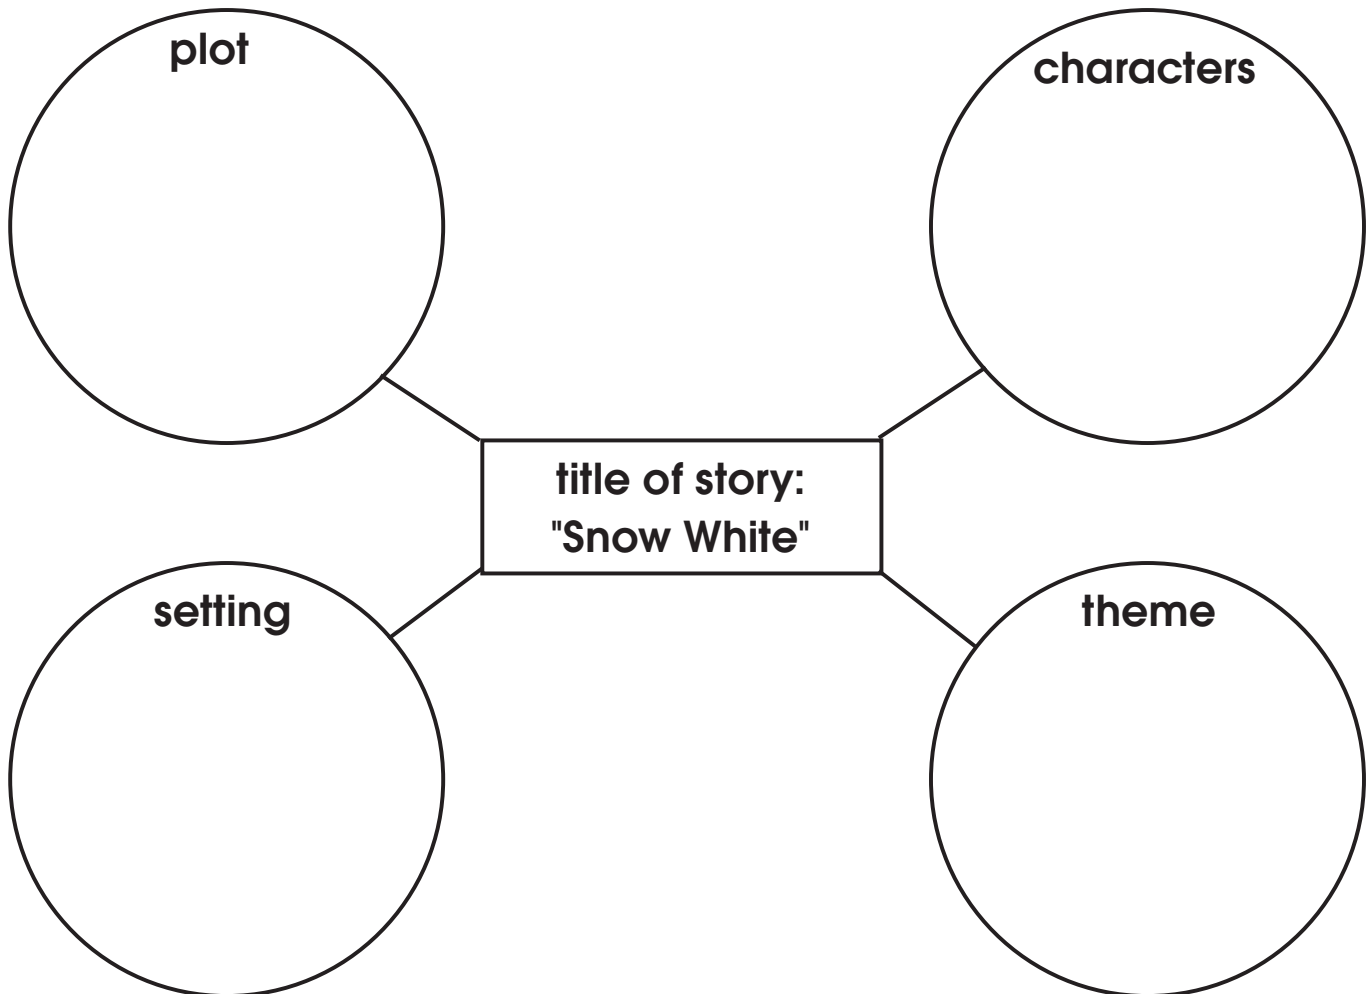 plot
characters
title of story:
"Snow White"
setting
theme